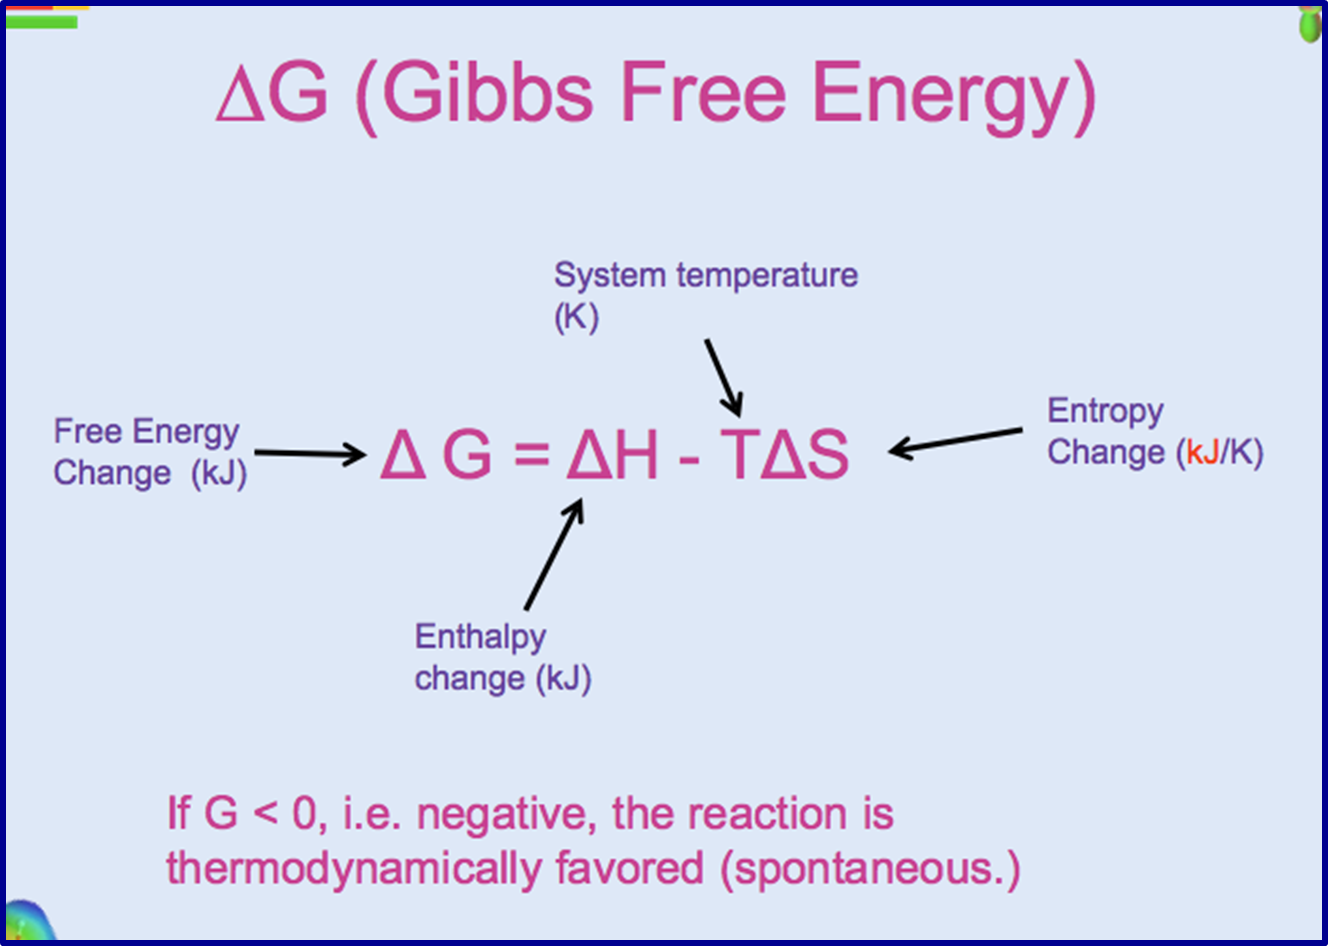 ΔG (Gibbs Free Energy)
System temperature
(K)
Free Energy
Change (kJ)
Δ G = ΔH - TΔS
Entropy
Change (kJ/K)
Enthalpy
change (kJ)
If G < 0, i.e. negative, the reaction is
thermodynamically favored (spontaneous.)